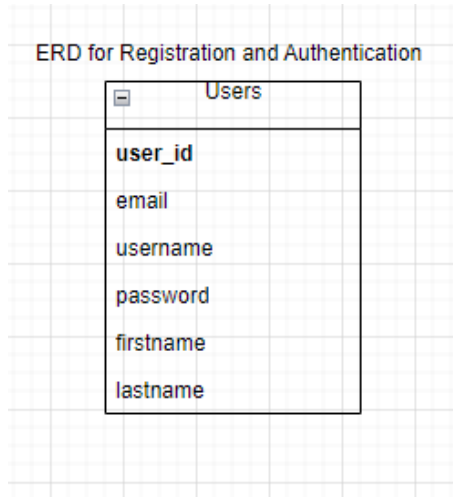 ERD for Registration and Authentication
Users
user_id
email
username
password
firstname
lastname